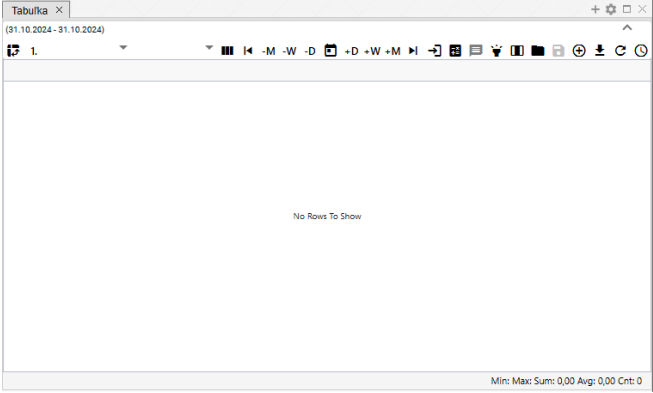 Tabuľka
(31.10.2024 - 31.10.2024)
1. -M -W -D +D +W +M
No Rows To Show
Min: Max: Sum: 0,00 Avg: 0,00 Cnt: 0